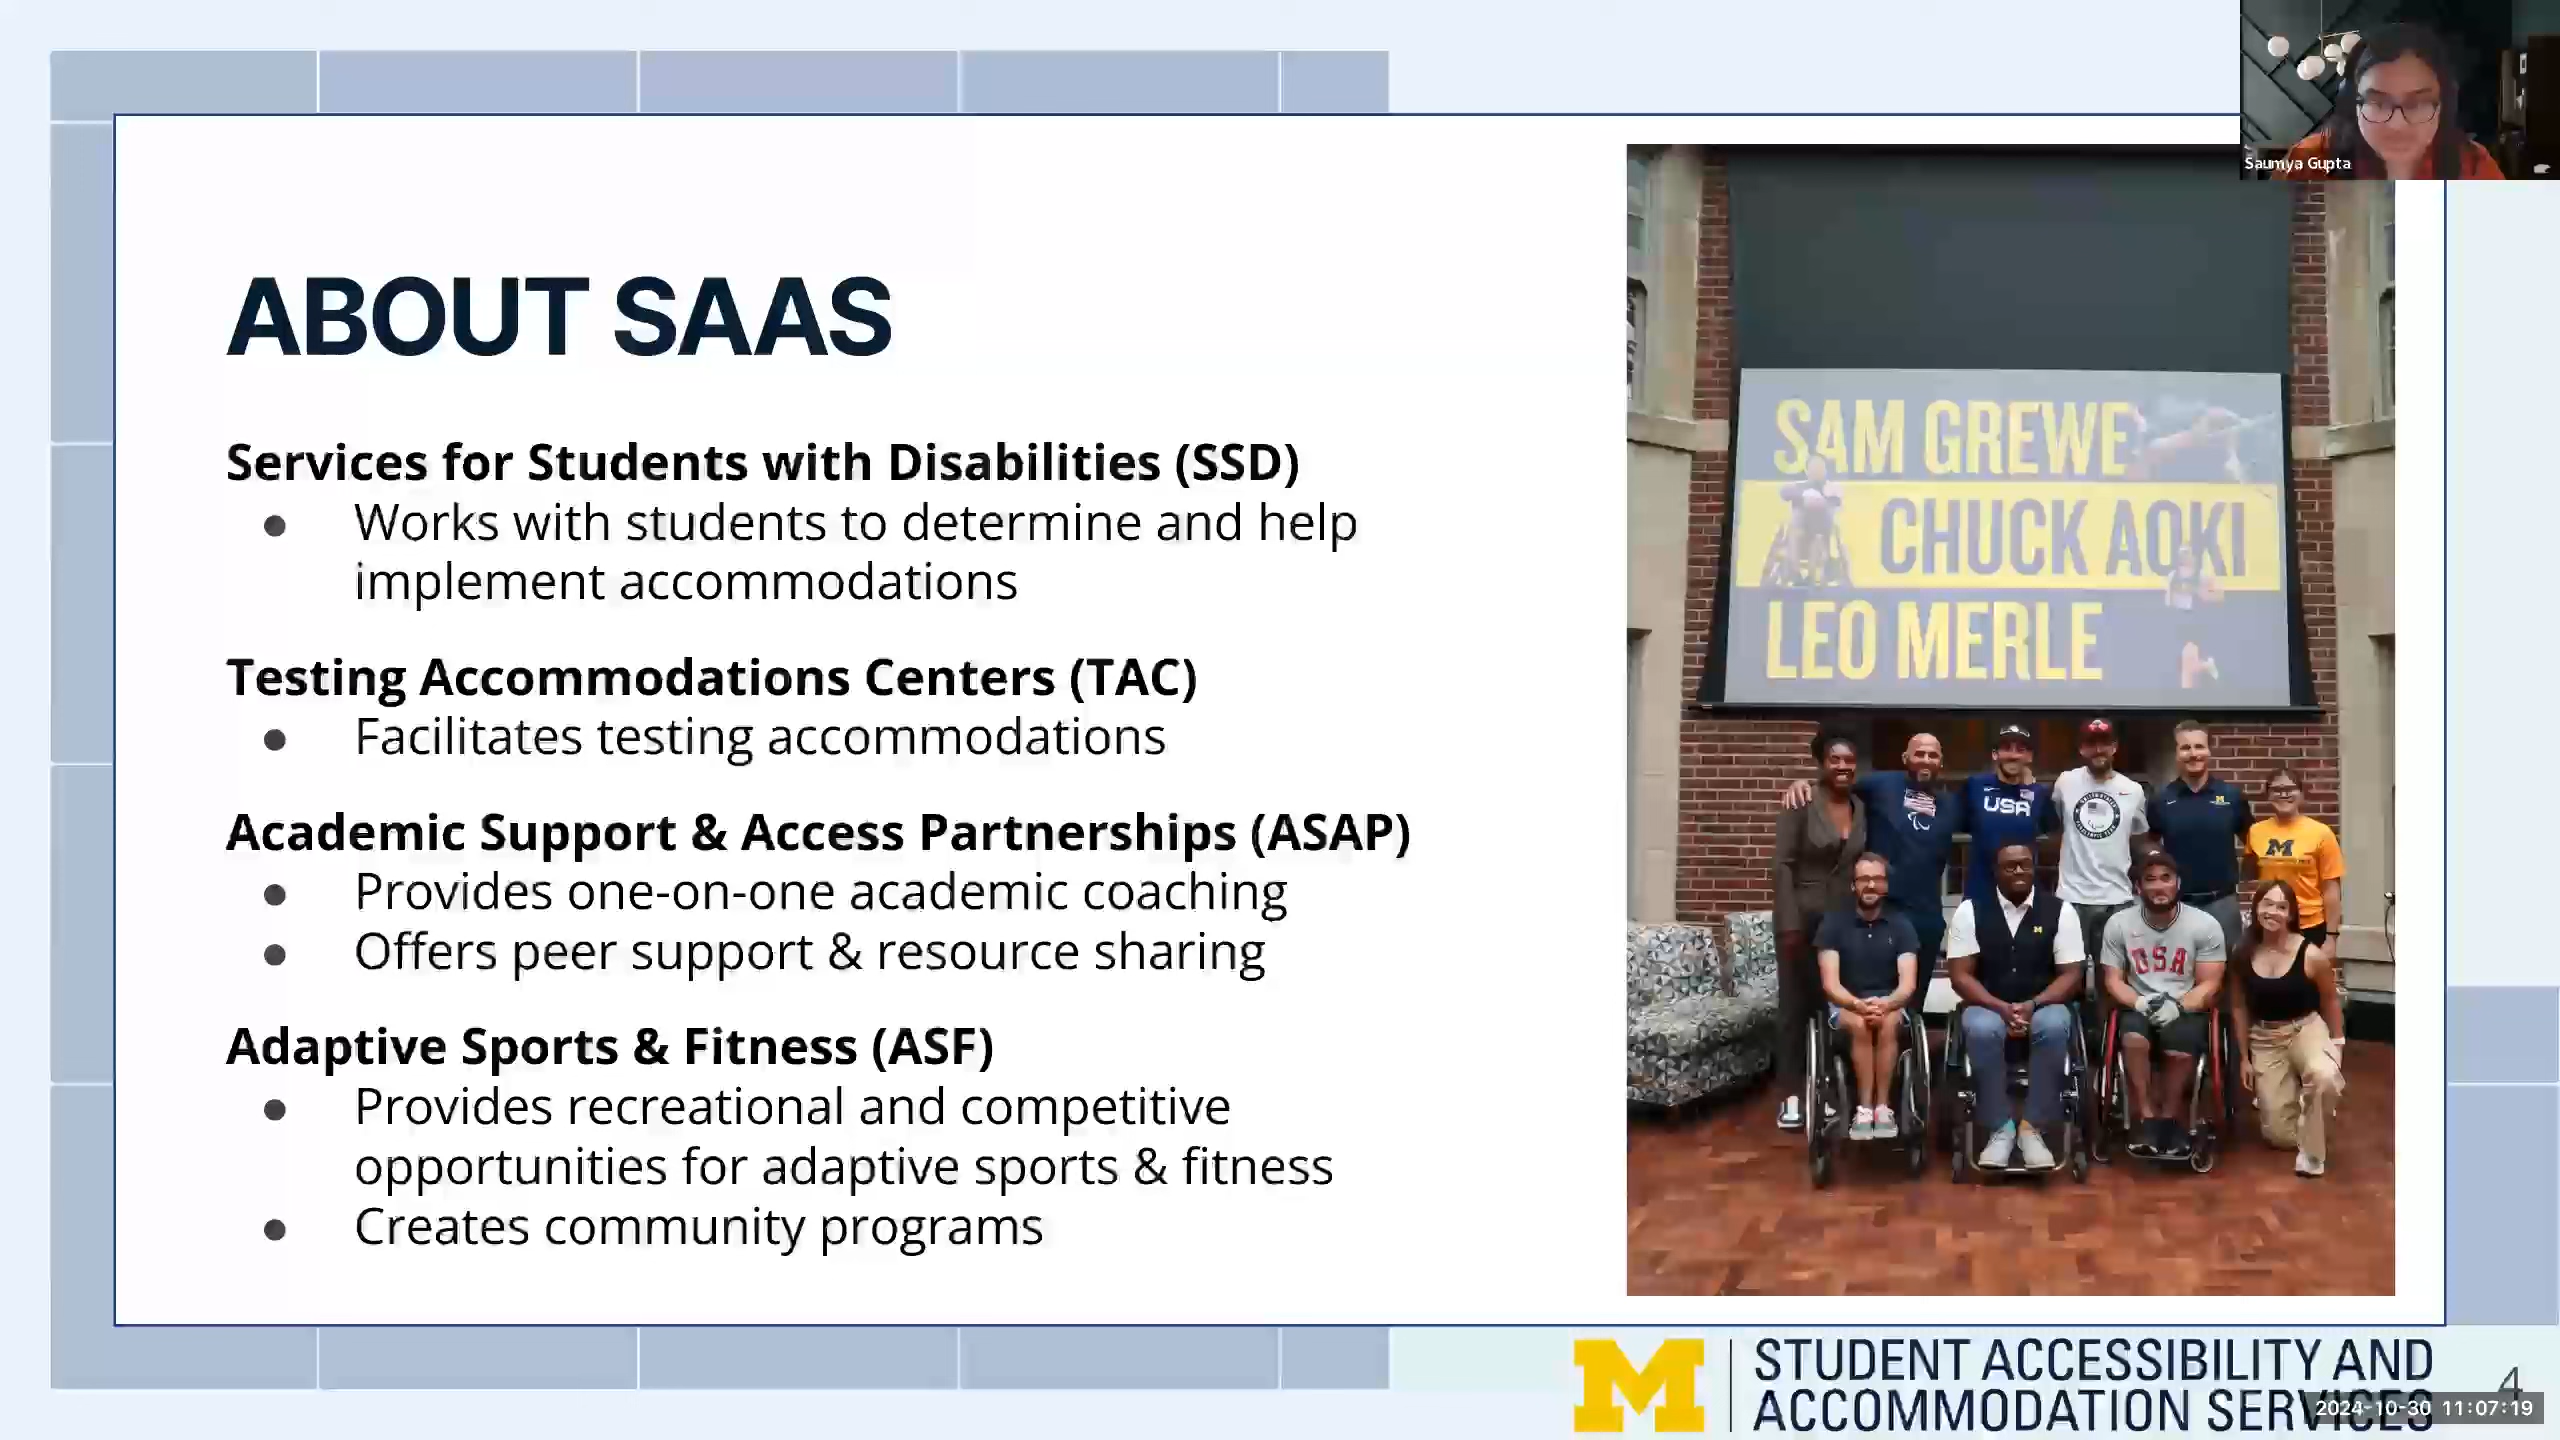 Saumya Gupta
ABOUT SAAS
Services for Students with Disabilities (SSD)
● Works with students to determine and help
implement accommodations
Testing Accommodations Centers (TAC)
● Facilitates testing accommodations
Academic Support & Access Partnerships (ASAP)
● Provides one-on-one academic coaching
● Offers peer support & resource sharing
Adaptive Sports & Fitness (ASF)
● Provides recreational and competitive
opportunities for adaptive sports & fitness
● Creates community programs
SAM GREWE
CHUCK AOKI
LEO MERLE
USA
M
USA
M
STUDENT ACCESSIBILITY AND
ACCOMMODATION SERVICES
4
2024-10-30 11:07:19